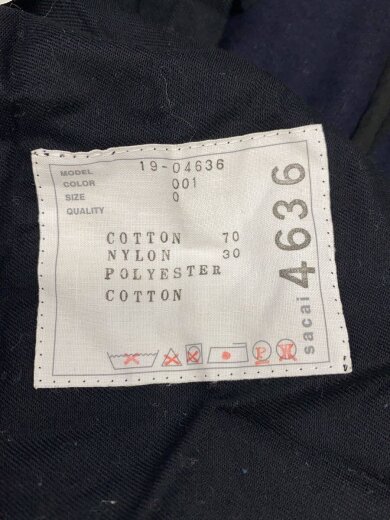 MODEL 19-04636
COLOR 001
SIZE 0
QUALITY
COTTON 70
NYLON 30
POLYESTER
COTTON
P
sacai 4636